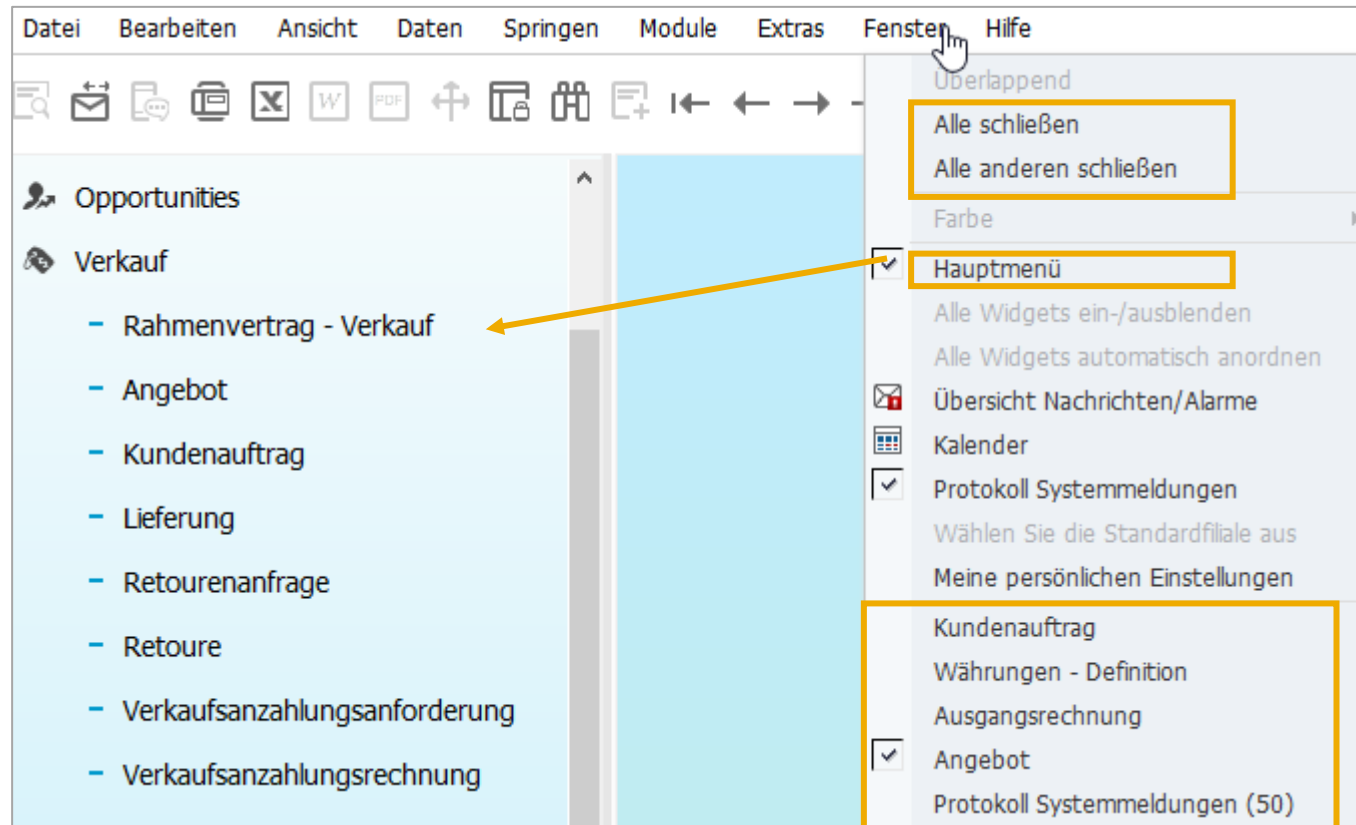 Datei Bearbeiten Ansicht Daten Springen Module Extras Fenster Hilfe
W PDF
Opportunities
Verkauf
Rahmenvertrag - Verkauf
Angebot
Kundenauftrag
Lieferung
Retourenanfrage
Retoure
Verkaufsanzahlungsanforderung
Verkaufsanzahlungsrechnung
Überlappend
Alle schließen
Alle anderen schließen
Farbe
Hauptmenü
Alle Widgets ein-/ausblenden
Alle Widgets automatisch anordnen
Übersicht Nachrichten/Alarme
Kalender
Protokoll Systemmeldungen
Wählen Sie die Standardfiliale aus
Meine persönlichen Einstellungen
Kundenauftrag
Währungen - Definition
Ausgangsrechnung
Angebot
Protokoll Systemmeldungen (50)